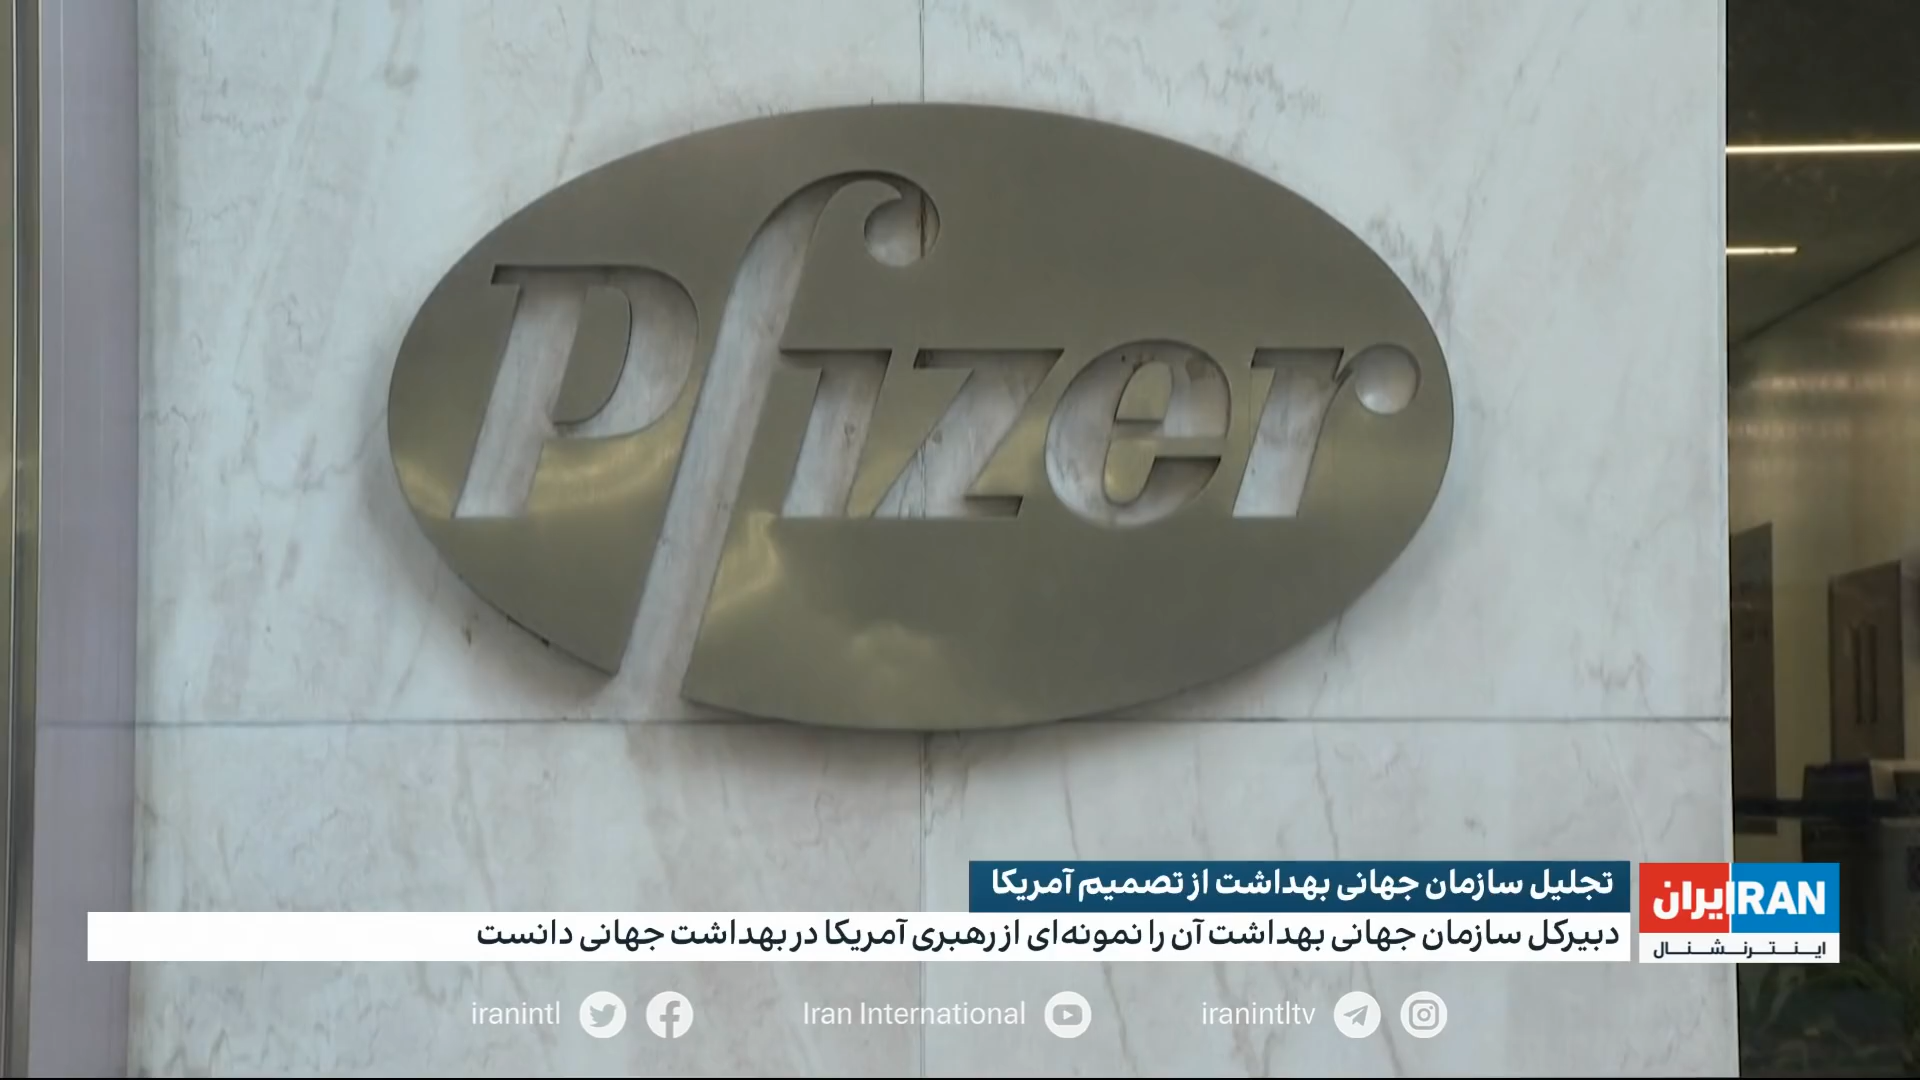 Pfizer
تجلیل سازمان جهانی بهداشت از تصمیم آمریکا
دبیرکل سازمان جهانی بهداشت آن را نمونه‌ای از رهبری آمریکا در بهداشت جهانی دانست
ایران IRAN
اینترنشنال
iranintl
Iran International
iranintltv